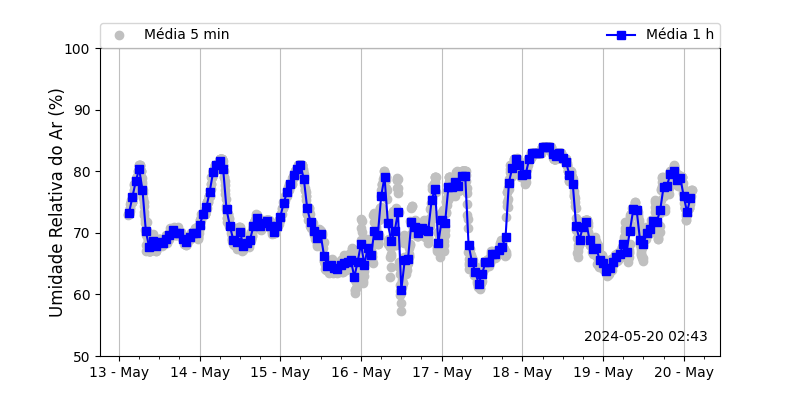 Média 5 min
Média 1 h
Umidade Relativa do Ar (%)
100
90
80
70
60
50
2024-05-20 02:43
13 - May
14 - May
15 - May
16 - May
17 - May
18 - May
19 - May
20 - May